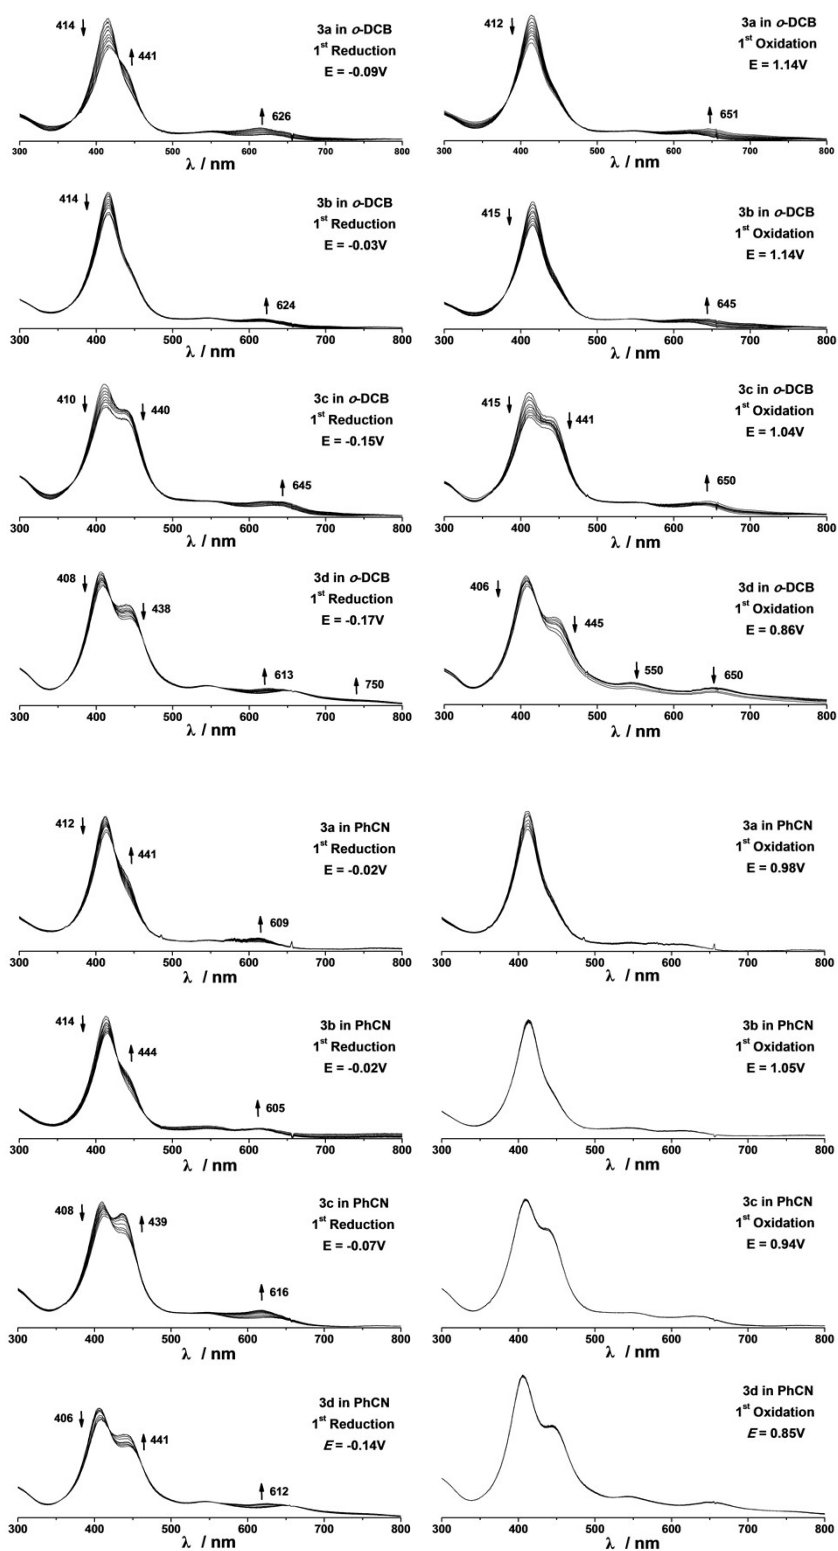 414
441
626
3a in o-DCB
1st Reduction
E = -0.09V
300 400 500 600 700 800
λ / nm
412
651
3a in o-DCB
1st Oxidation
E = 1.14V
300 400 500 600 700 800
λ / nm
414
624
3b in o-DCB
1st Reduction
E = -0.03V
300 400 500 600 700 800
λ / nm
415
645
3b in o-DCB
1st Oxidation
E = 1.14V
300 400 500 600 700 800
λ / nm
410
440
645
3c in o-DCB
1st Reduction
E = -0.15V
300 400 500 600 700 800
λ / nm
415
441
650
3c in o-DCB
1st Oxidation
E = 1.04V
300 400 500 600 700 800
λ / nm
408
438
613
750
3d in o-DCB
1st Reduction
E = -0.17V
300 400 500 600 700 800
λ / nm
406
445
550
650
3d in o-DCB
1st Oxidation
E = 0.86V
300 400 500 600 700 800
λ / nm
412
441
609
3a in PhCN
1st Reduction
E = -0.02V
300 400 500 600 700 800
λ / nm
3a in PhCN
1st Oxidation
E = 0.98V
300 400 500 600 700 800
λ / nm
414
444
605
3b in PhCN
1st Reduction
E = -0.02V
300 400 500 600 700 800
λ / nm
3b in PhCN
1st Oxidation
E = 1.05V
300 400 500 600 700 800
λ / nm
408
439
616
3c in PhCN
1st Reduction
E = -0.07V
300 400 500 600 700 800
λ / nm
3c in PhCN
1st Oxidation
E = 0.94V
300 400 500 600 700 800
λ / nm
406
441
612
3d in PhCN
1st Reduction
E = -0.14V
300 400 500 600 700 800
λ / nm
3d in PhCN
1st Oxidation
E = 0.85V
300 400 500 600 700 800
λ / nm